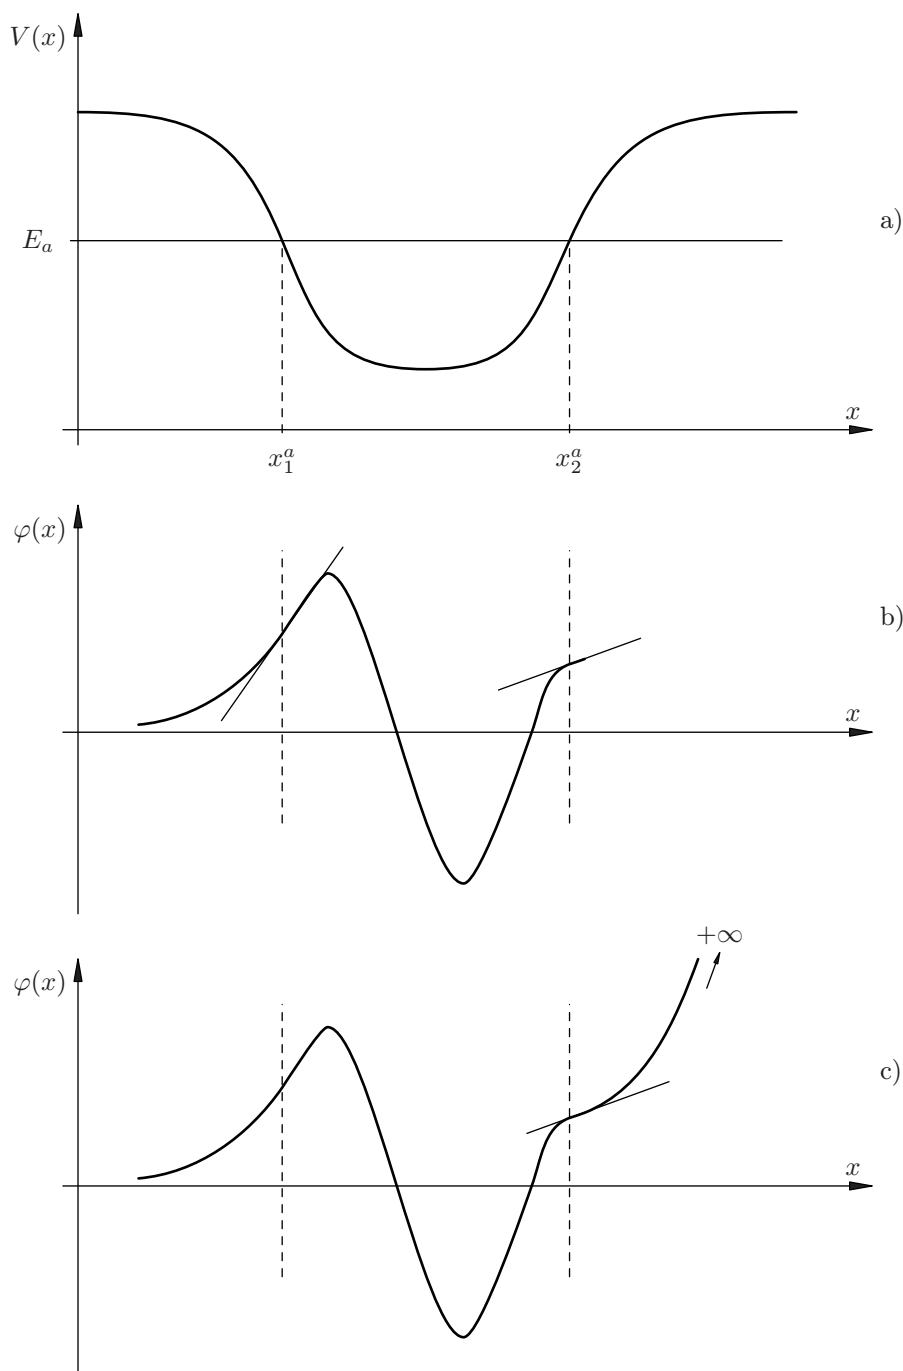 V(x)
a)
E_a
x
x_1^a
x_2^a
φ(x)
b)
x
+∞
φ(x)
c)
x